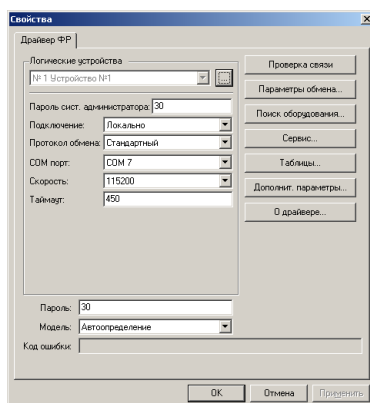 Свойства
Драйвер ФР
Логические устройства
№ 1 Устройство №1
...
Пароль сист. администратора: 30
Подключение: Локально
Протокол обмена: Стандартный
COM порт: COM 7
Скорость: 115200
Таймаут: 450
Проверка связи
Параметры обмена...
Поиск оборудования...
Сервис...
Таблицы...
Дополнит. параметры...
О драйвере...
Пароль: 30
Модель: Автоопределение
Код ошибки:
OK Отмена Применить